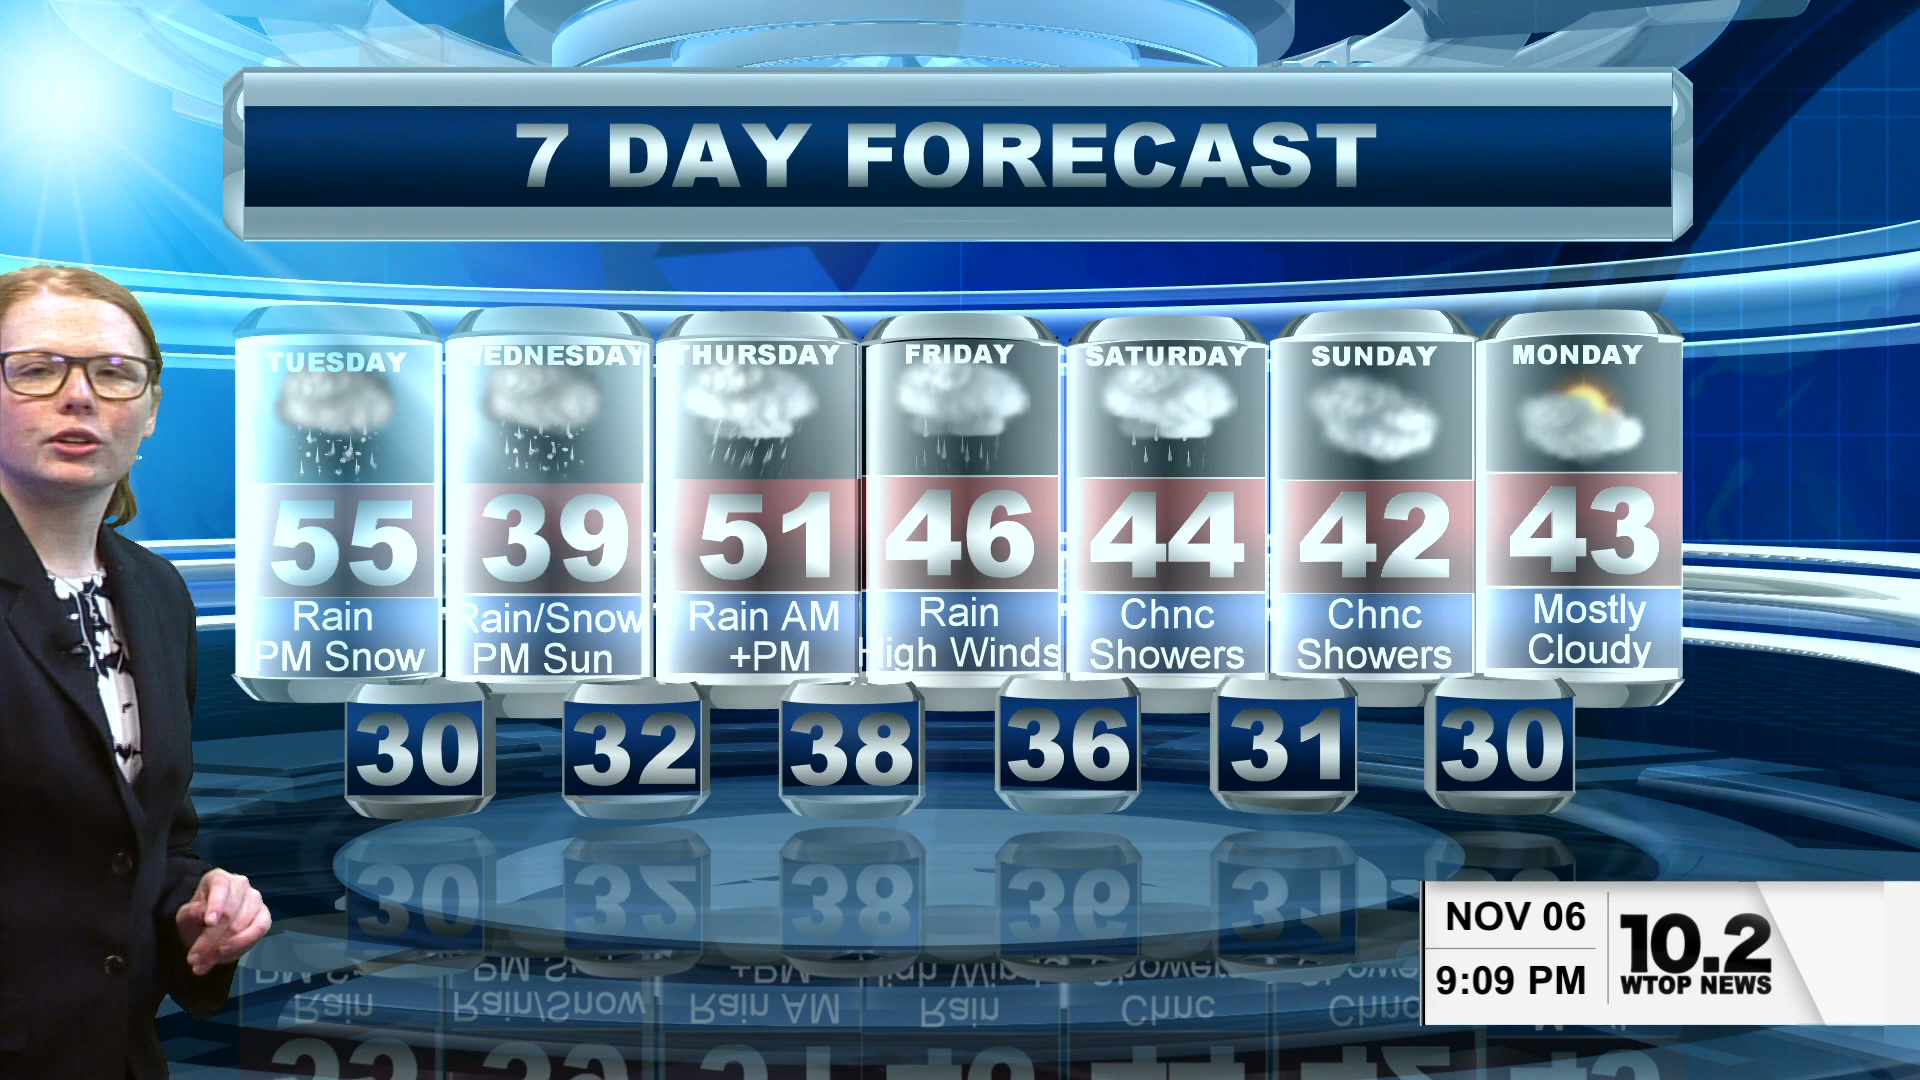 7 DAY FORECAST
TUESDAY
55
Rain
PM Snow
WEDNESDAY
39
Rain/Snow
PM Sun
THURSDAY
51
Rain AM
+PM
FRIDAY
46
Rain
High Winds
SATURDAY
44
Chnc
Showers
SUNDAY
42
Chnc
Showers
MONDAY
43
Mostly
Cloudy
30
32
38
36
31
30
NOV 06
9:09 PM
10.2
WTOP NEWS